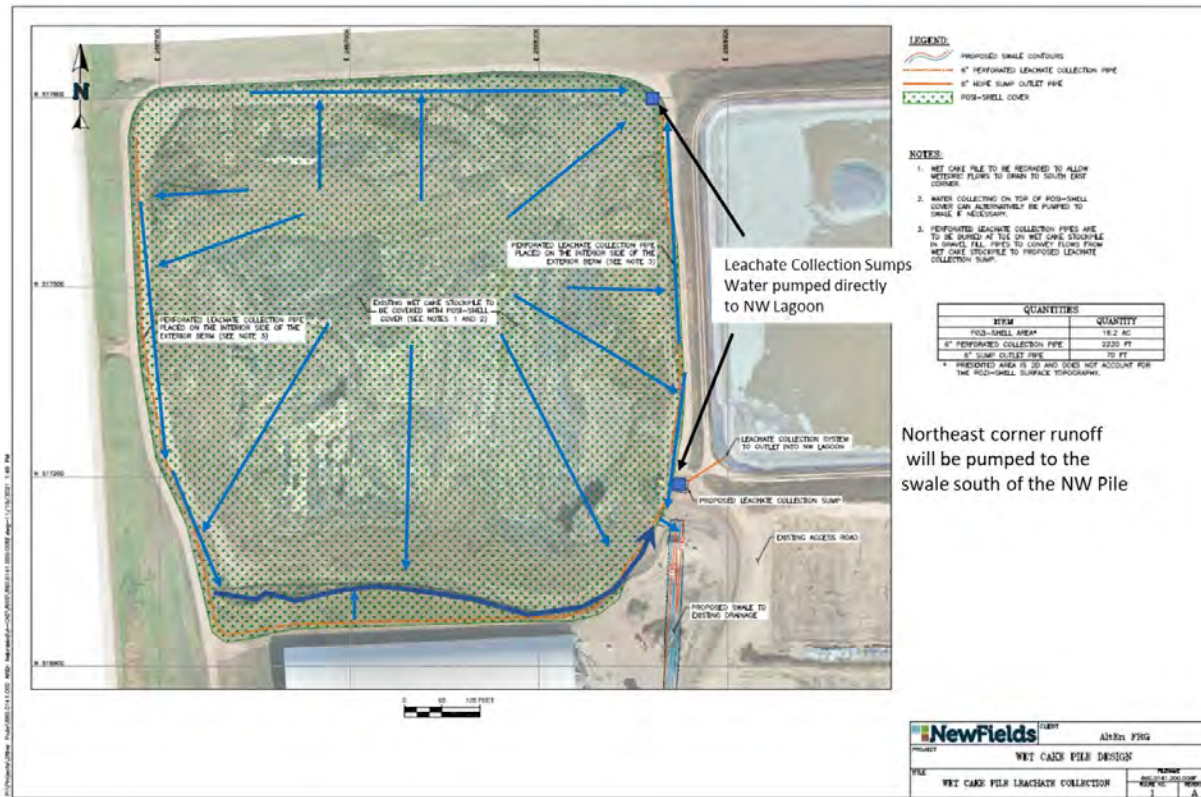 LEGEND:
PROPOSED SWALE CONTOURS
6" PERFORATED LEACHATE COLLECTION PIPE
6" HDPE SUMP OUTLET PIPE
POSI-SHELL COVER
NOTES:
1. WET CAKE PILE TO BE REGRADED TO ALLOW
METEORIC FLOWS TO DRAIN TO SOUTH EAST
CORNER.
2. WATER COLLECTING ON TOP OF POSI-SHELL
COVER CAN ALTERNATIVELY BE PUMPED TO
SWALE IF NECESSARY.
3. PERFORATED LEACHATE COLLECTION PIPES ARE
TO BE BURIED AT TOE ON WET CAKE STOCKPILE
IN GRAVEL FILL. PIPES TO CONVEY FLOWS FROM
WET CAKE STOCKPILE TO PROPOSED LEACHATE
COLLECTION SUMP.
QUANTITIES
ITEM QUANTITY
POZI-SHELL AREA* 18.2 AC
6" PERFORATED COLLECTION PIPE 2220 FT
6" SUMP OUTLET PIPE 70 FT
* PRESENTED AREA IS 2D AND DOES NOT ACCOUNT FOR
THE POZI-SHELL SURFACE TOPOGRAPHY.
N
PERFORATED LEACHATE COLLECTION PIPE
PLACED ON THE INTERIOR SIDE OF THE
EXTERIOR BERM (SEE NOTE 3)
Leachate Collection Sumps
Water pumped directly
to NW Lagoon
EXISTING WET CAKE STOCKPILE TO
BE COVERED WITH POSI-SHELL
COVER (SEE NOTES 1 AND 2)
PERFORATED LEACHATE COLLECTION PIPE
PLACED ON THE INTERIOR SIDE OF THE
EXTERIOR BERM (SEE NOTE 3)
LEACHATE COLLECTION SYSTEM
TO OUTLET INTO NW LAGOON
Northeast corner runoff
will be pumped to the
swale south of the NW Pile
PROPOSED LEACHATE COLLECTION SUMP
EXISTING ACCESS ROAD
PROPOSED SWALE TO
EXISTING DRAINAGE
NewFields
CLIENT
AltEn FRG
PROJECT
WET CAKE PILE DESIGN
TITLE
WET CAKE PILE LEACHATE COLLECTION
FILENAME
1
A